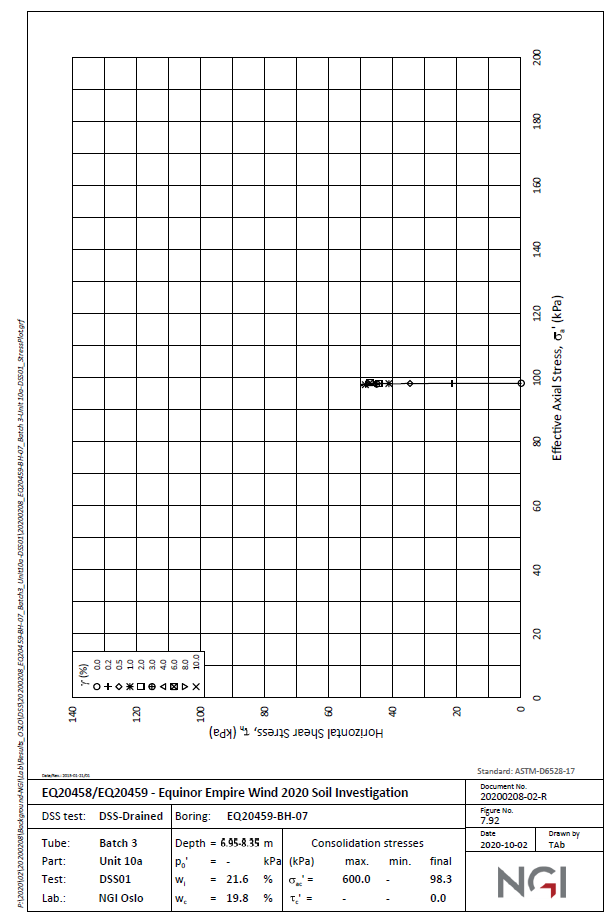 200
180
160
140
120
100
80
60
40
20
0
Effective Axial Stress, σa' (kPa)
140
120
100
80
60
40
20
0
Horizontal Shear Stress, τh (kPa)
γ (%)
0.0
0.2
0.5
1.0
2.0
3.0
4.0
6.0
8.0
10.0
Standard: ASTM-D6528-17
EQ20458/EQ20459 - Equinor Empire Wind 2020 Soil Investigation
Document No.
20200208-02-R
DSS test: DSS-Drained Boring: EQ20459-BH-07
Figure No.
7.92
Date
2020-10-02
Drawn by
TAb
Tube: Batch 3 Depth = 6.95-8.35 m Consolidation stresses
Part: Unit 10a p0' = - kPa (kPa) max. min. final
Test: DSS01 wi = 21.6 % σac' = 600.0 - 98.3
Lab.: NGI Oslo wc = 19.8 % τc' = - - 0.0
NGI